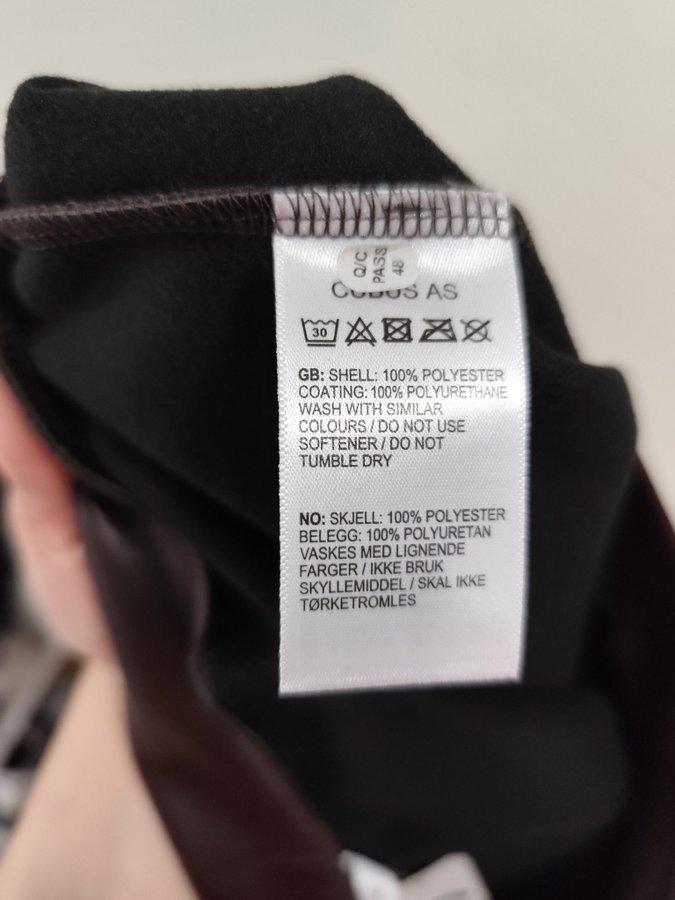 Q/C
PASS
48
CUBUS AS
30
GB: SHELL: 100% POLYESTER
COATING: 100% POLYURETHANE
WASH WITH SIMILAR
COLOURS / DO NOT USE
SOFTENER / DO NOT
TUMBLE DRY
NO: SKJELL: 100% POLYESTER
BELEGG: 100% POLYURETAN
VASKES MED LIGNENDE
FARGER / IKKE BRUK
SKYLLEMIDDEL / SKAL IKKE
TØRKETROMLES